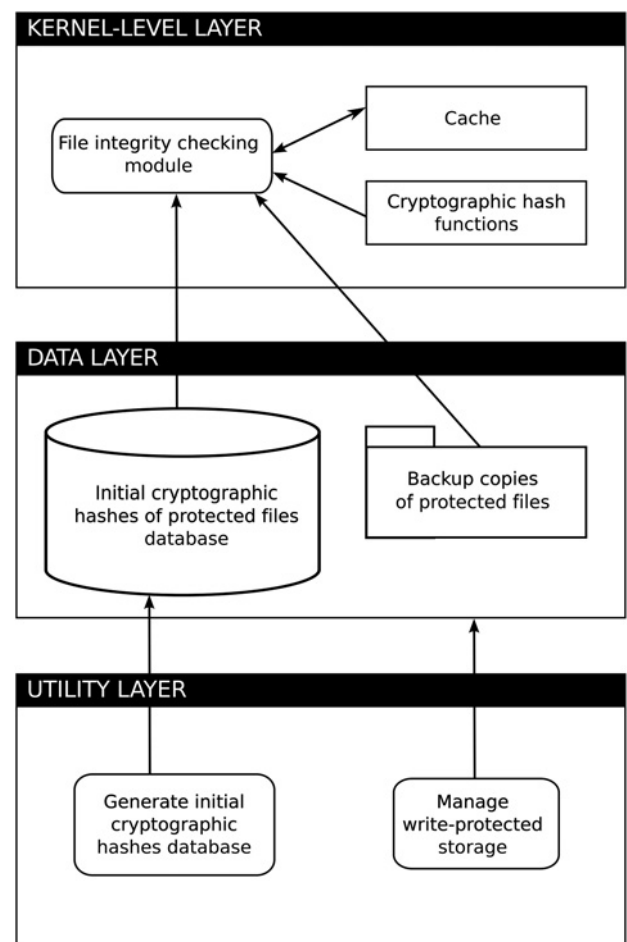 KERNEL-LEVEL LAYER
File integrity checking
module
Cache
Cryptographic hash
functions
DATA LAYER
Initial cryptographic
hashes of protected files
database
Backup copies
of protected files
UTILITY LAYER
Generate initial
cryptographic
hashes database
Manage
write-protected
storage